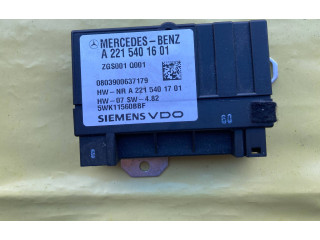 MERCEDES-BENZ
A 221 540 16 01
ZGS001 Q001
0803900637179
HW-NR A 221 540 17 01
HW-07 SW-4.82
5WK11560BBF
SIEMENS VDO